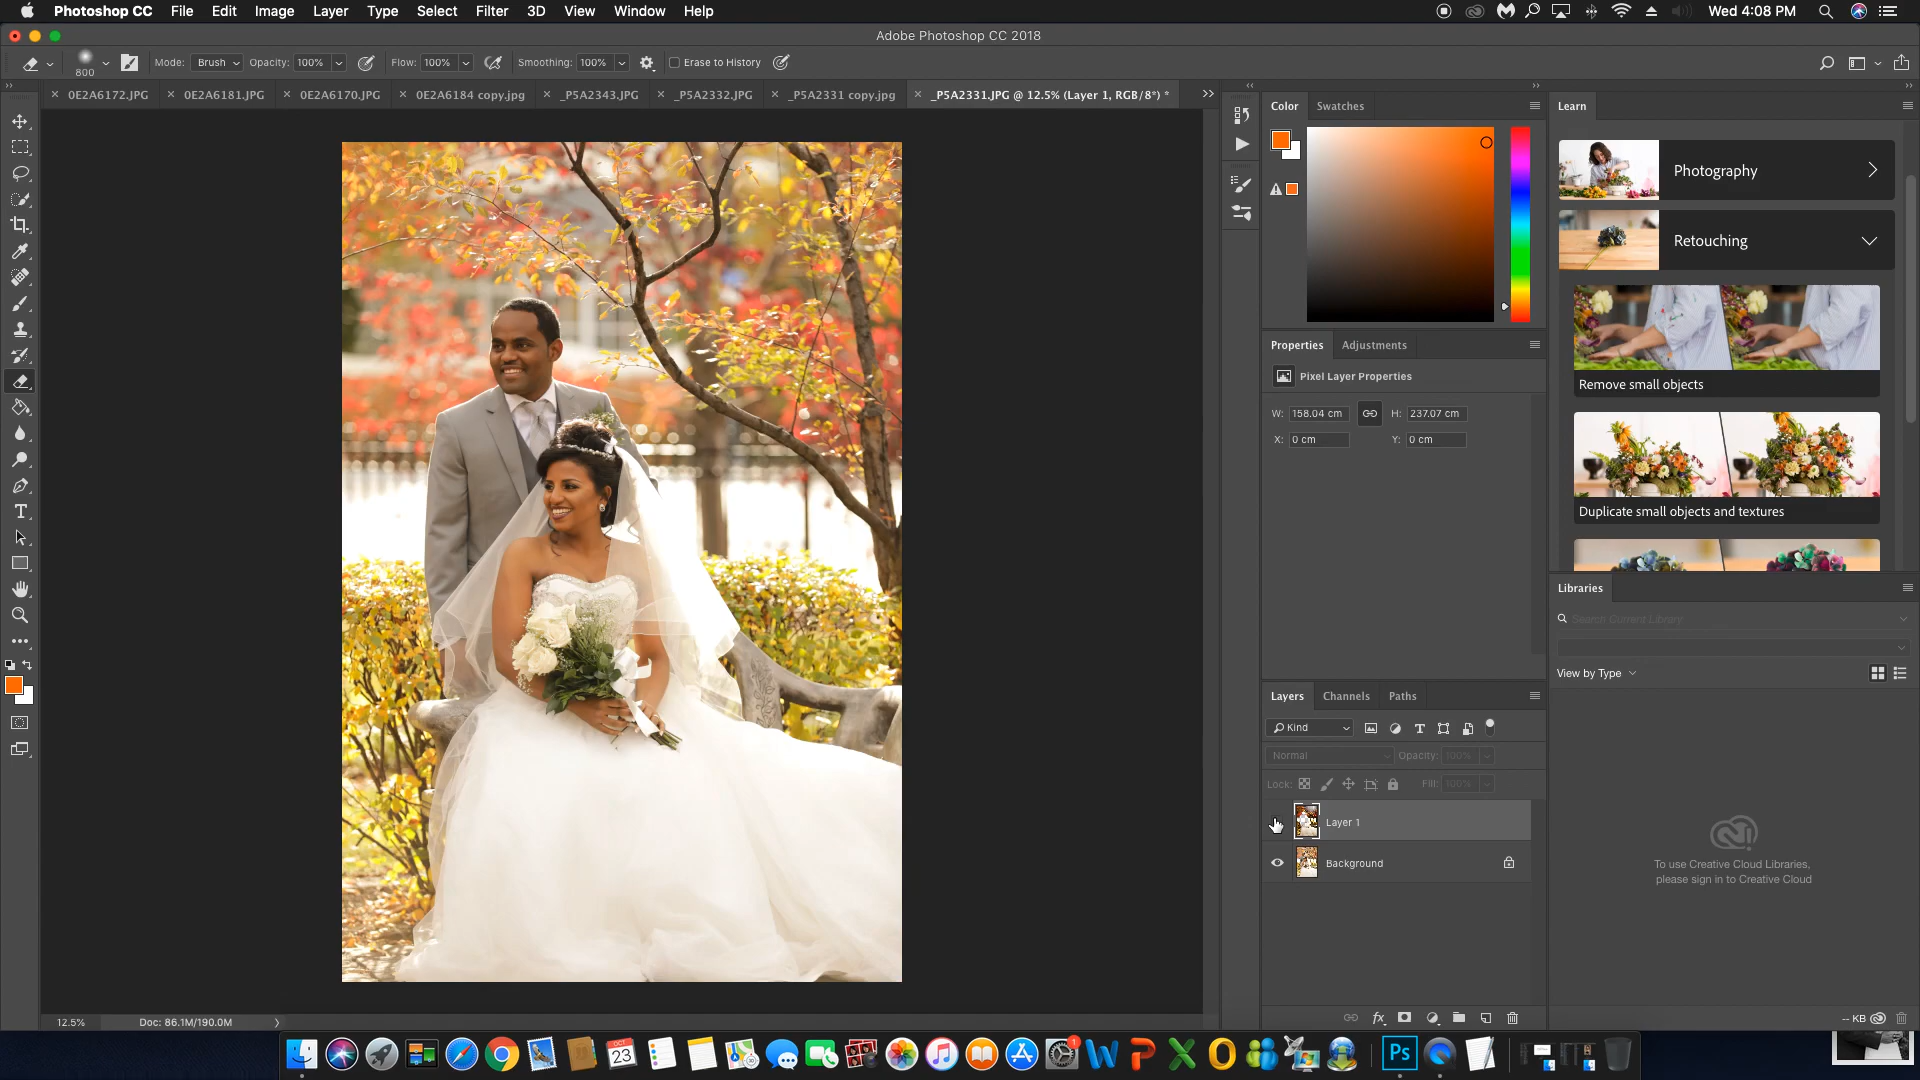 Photoshop CC File Edit Image Layer Type Select Filter 3D View Window Help Wed 4:08 PM
Adobe Photoshop CC 2018
800 Mode: Brush Opacity: 100% Flow: 100% Smoothing: 100% Erase to History
0E2A6172.JPG 0E2A6181.JPG 0E2A6170.JPG 0E2A6184 copy.jpg _P5A2343.JPG _P5A2332.JPG _P5A2331 copy.jpg _P5A2331.JPG @ 12.5% (Layer 1, RGB/8*) *
Color Swatches
Learn
Photography
Retouching
Remove small objects
Duplicate small objects and textures
Properties Adjustments
Pixel Layer Properties
W: 158.04 cm H: 237.07 cm
X: 0 cm Y: 0 cm
Libraries
Search Current Library
View by Type
To use Creative Cloud Libraries,
please sign in to Creative Cloud
-- KB
Layers Channels Paths
Kind
Normal Opacity: 100%
Lock: Fill: 100%
Layer 1
Background
12.5% Doc: 86.1M/190.0M
OCT
23
1
Ps